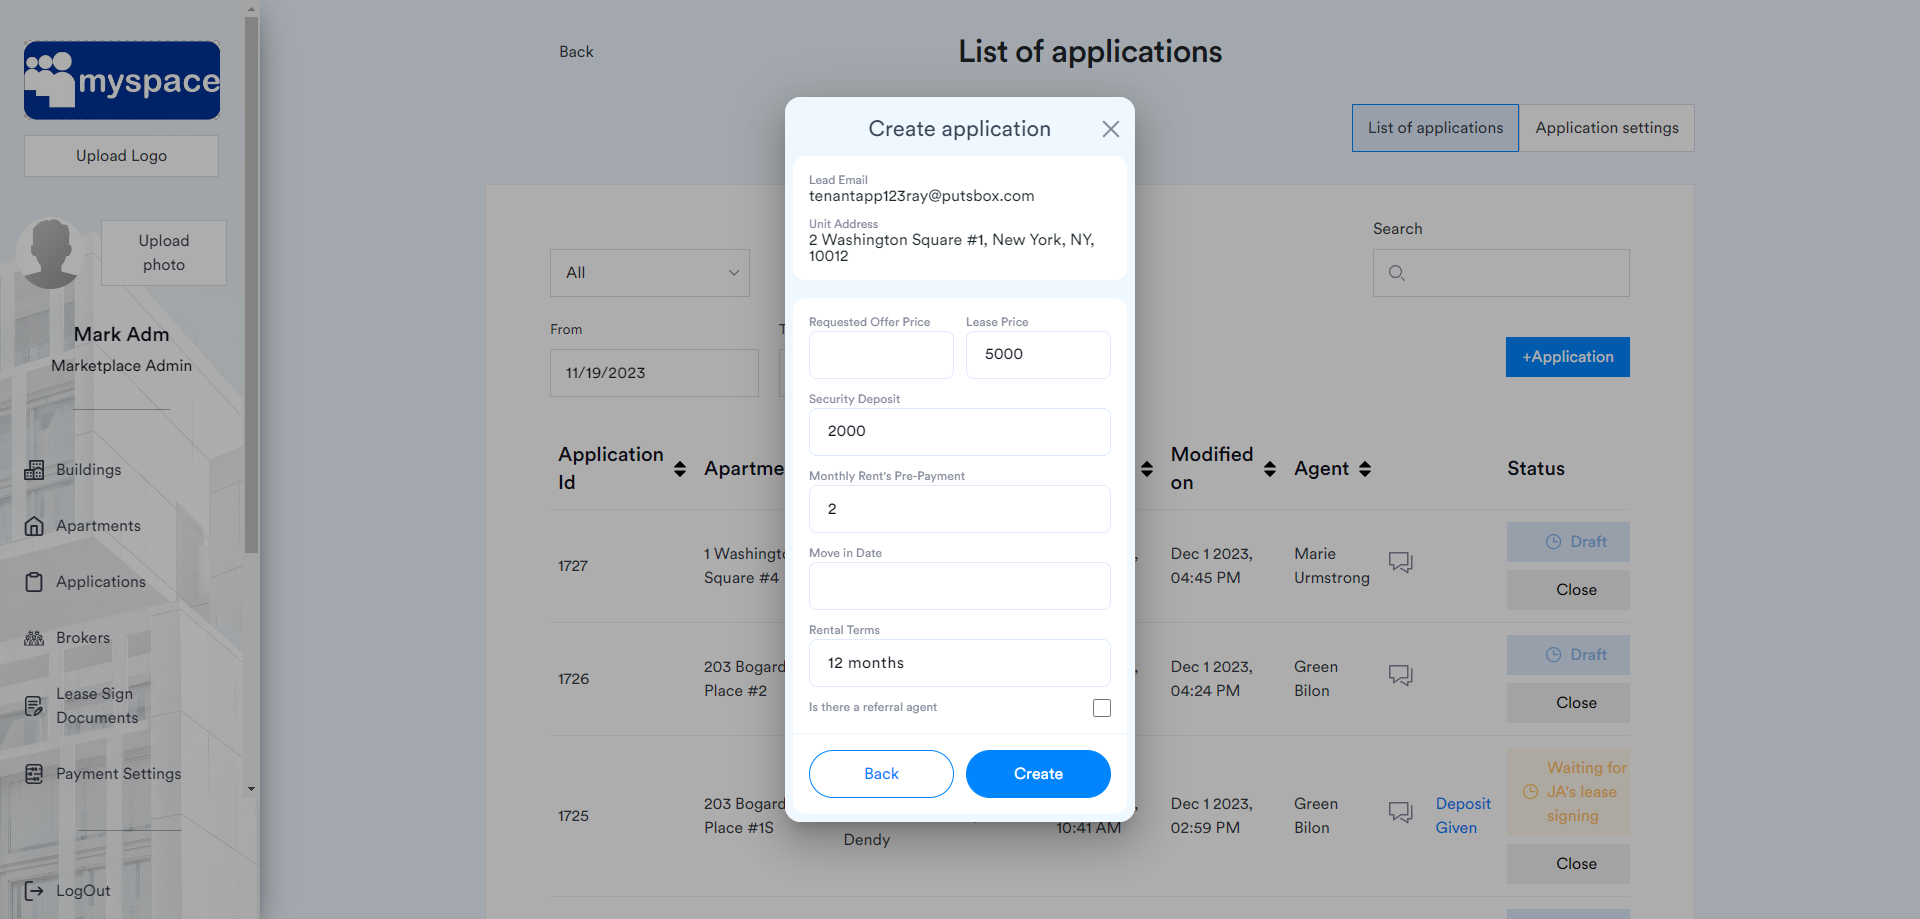 myspace
Upload Logo
Upload
photo
Mark Adm
Marketplace Admin
Buildings
Apartments
Applications
Brokers
Lease Sign
Documents
Payment Settings
LogOut
Back
List of applications
List of applications
Application settings
All
Search
From
11/19/2023
+Application
Application
Id
Apartme
Modified
on
Agent
Status
1727
1 Washingt
Square #4
Dec 1 2023,
04:45 PM
Marie
Urmstrong
Draft
Close
1726
203 Bogard
Place #2
Dec 1 2023,
04:24 PM
Green
Bilon
Draft
Close
1725
203 Bogard
Place #1S
Dendy
10:41 AM
Dec 1 2023,
02:59 PM
Green
Bilon
Deposit
Given
Waiting for
JA's lease
signing
Close
Create application
Lead Email
tenantapp123ray@putsbox.com
Unit Address
2 Washington Square #1, New York, NY,
10012
Requested Offer Price
Lease Price
5000
Security Deposit
2000
Monthly Rent's Pre-Payment
2
Move in Date
Rental Terms
12 months
Is there a referral agent
Back
Create